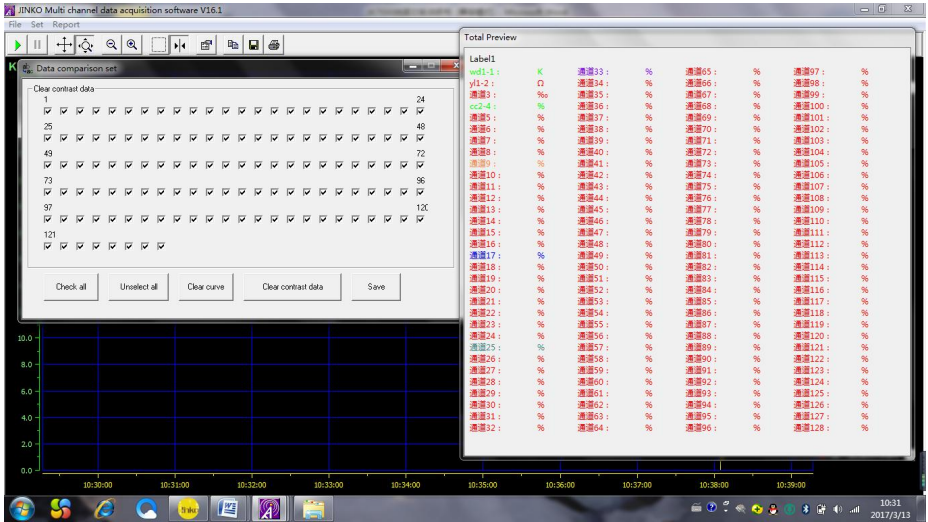 JINKO Multi channel data acquisition software V16.1
File Set Report
Data comparison set
Clear contrast data
1 24
25 48
49 72
73 96
97 12
121
Check all Unselect all Clear curve Clear contrast data Save
10.0
8.0
6.0
4.0
2.0
0.0
10:30:00 10:31:00 10:32:00 10:33:00 10:34:00 10:35:00 10:36:00 10:37:00 10:38:00 10:39:00
Total Preview
Label1
wd1-1 : K 通道33 : % 通道65 : % 通道97 : %
yl1-2 : Ω 通道34 : % 通道66 : % 通道98 : %
通道3 : ‰ 通道35 : % 通道67 : % 通道99 : %
cc2-4 : % 通道36 : % 通道68 : % 通道100 : %
通道5 : % 通道37 : % 通道69 : % 通道101 : %
通道6 : % 通道38 : % 通道70 : % 通道102 : %
通道7 : % 通道39 : % 通道71 : % 通道103 : %
通道8 : % 通道40 : % 通道72 : % 通道104 : %
通道9 : % 通道41 : % 通道73 : % 通道105 : %
通道10 : % 通道42 : % 通道74 : % 通道106 : %
通道11 : % 通道43 : % 通道75 : % 通道107 : %
通道12 : % 通道44 : % 通道76 : % 通道108 : %
通道13 : % 通道45 : % 通道77 : % 通道109 : %
通道14 : % 通道46 : % 通道78 : % 通道110 : %
通道15 : % 通道47 : % 通道79 : % 通道111 : %
通道16 : % 通道48 : % 通道80 : % 通道112 : %
通道17 : % 通道49 : % 通道81 : % 通道113 : %
通道18 : % 通道50 : % 通道82 : % 通道114 : %
通道19 : % 通道51 : % 通道83 : % 通道115 : %
通道20 : % 通道52 : % 通道84 : % 通道116 : %
通道21 : % 通道53 : % 通道85 : % 通道117 : %
通道22 : % 通道54 : % 通道86 : % 通道118 : %
通道23 : % 通道55 : % 通道87 : % 通道119 : %
通道24 : % 通道56 : % 通道88 : % 通道120 : %
通道25 : % 通道57 : % 通道89 : % 通道121 : %
通道26 : % 通道58 : % 通道90 : % 通道122 : %
通道27 : % 通道59 : % 通道91 : % 通道123 : %
通道28 : % 通道60 : % 通道92 : % 通道124 : %
通道29 : % 通道61 : % 通道93 : % 通道125 : %
通道30 : % 通道62 : % 通道94 : % 通道126 : %
通道31 : % 通道63 : % 通道95 : % 通道127 : %
通道32 : % 通道64 : % 通道96 : % 通道128 : %
10:31
2017/3/13